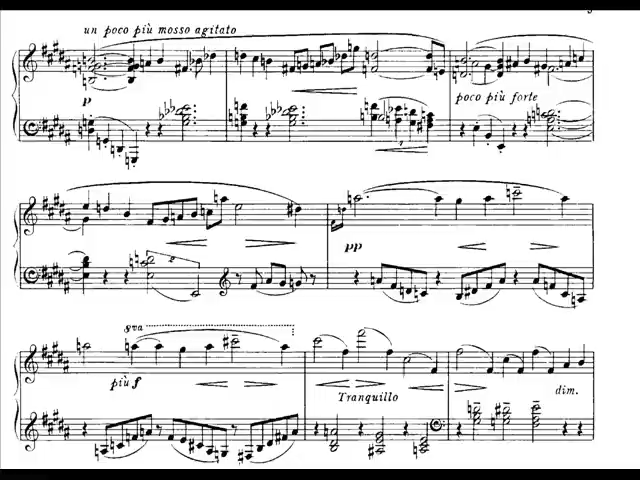 un poco più mosso agitato
p
poco più forte
pp
8va
più f
Tranquillo
dim.